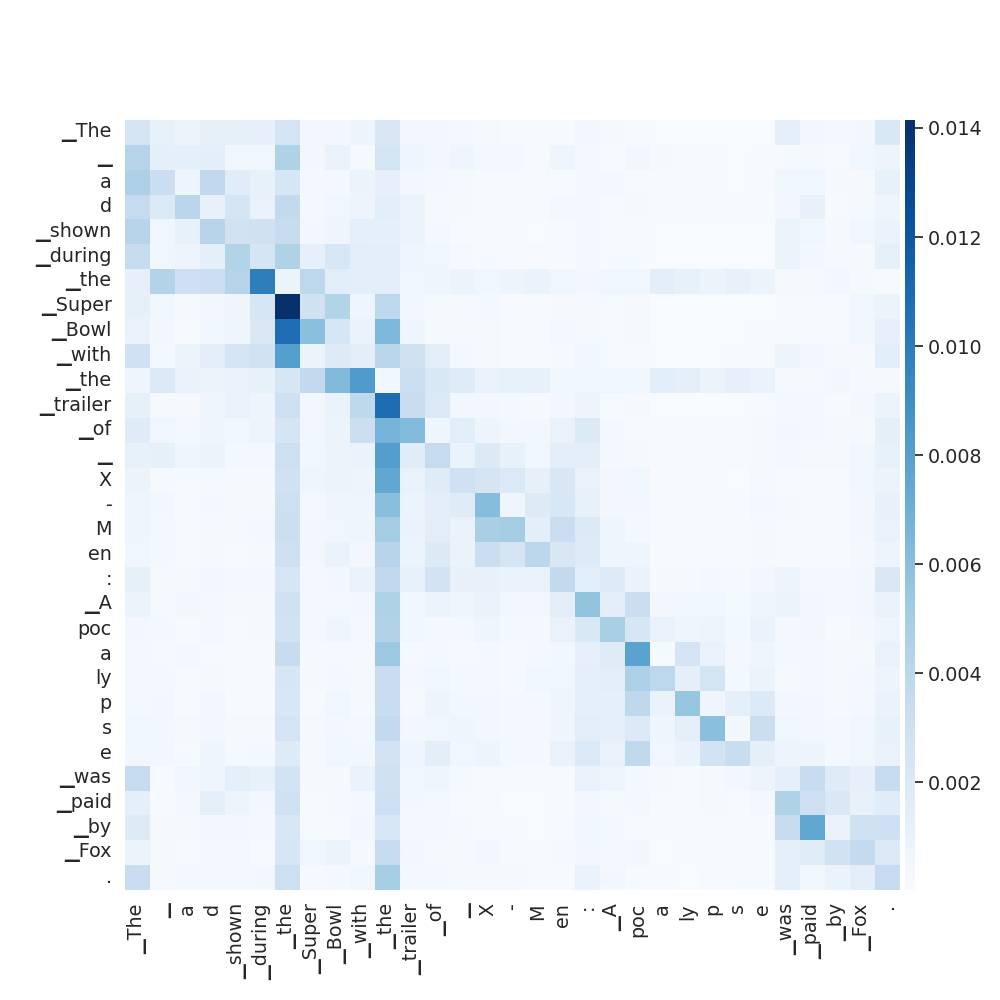 ▁The
▁
a
d
▁shown
▁during
▁the
▁Super
▁Bowl
▁with
▁the
▁trailer
▁of
▁
X
-
M
en
:
▁A
poc
a
ly
p
s
e
▁was
▁paid
▁by
▁Fox
.
0.014
0.012
0.010
0.008
0.006
0.004
0.002
▁The
▁
a
d
▁shown
▁during
▁the
▁Super
▁Bowl
▁with
▁the
▁trailer
▁of
▁
X
-
M
en
:
▁A
poc
a
ly
p
s
e
▁was
▁paid
▁by
▁Fox
.